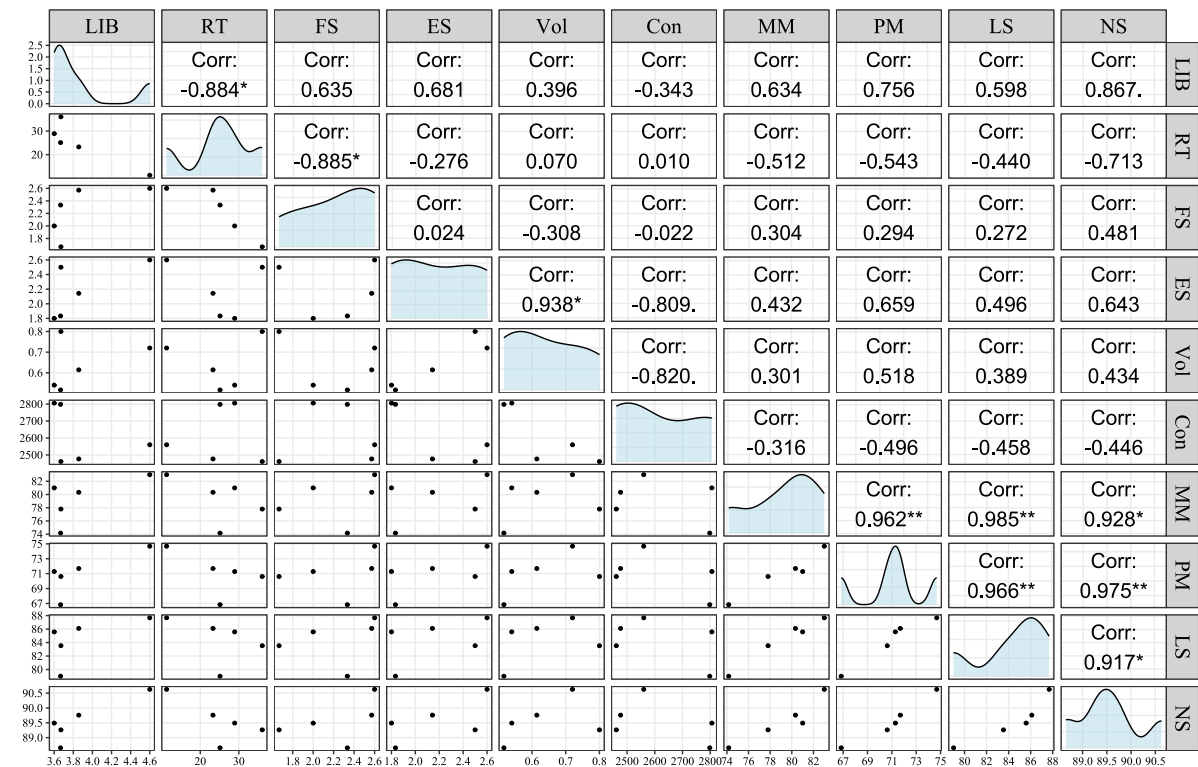 LIB RT FS ES Vol Con MM PM LS NS
2.5
2.0
1.5
1.0
0.5
0.0
Corr: Corr: Corr: Corr: Corr: Corr: Corr: Corr: Corr:
-0.884* 0.635 0.681 0.396 -0.343 0.634 0.756 0.598 0.867.
LIB
30
20
Corr: Corr: Corr: Corr: Corr: Corr: Corr: Corr:
-0.885* -0.276 0.070 0.010 -0.512 -0.543 -0.440 -0.713
RT
2.6
2.4
2.2
2.0
1.8
Corr: Corr: Corr: Corr: Corr: Corr: Corr:
0.024 -0.308 -0.022 0.304 0.294 0.272 0.481
FS
2.6
2.4
2.2
2.0
1.8
Corr: Corr: Corr: Corr: Corr: Corr:
0.938* -0.809. 0.432 0.659 0.496 0.643
ES
0.8
0.7
0.6
Corr: Corr: Corr: Corr: Corr:
-0.820. 0.301 0.518 0.389 0.434
Vol
2800
2700
2600
2500
Corr: Corr: Corr: Corr:
-0.316 -0.496 -0.458 -0.446
Con
82
80
78
76
74
Corr: Corr: Corr:
0.962** 0.985** 0.928*
MM
75
73
71
69
67
Corr: Corr:
0.966** 0.975**
PM
88
86
84
82
80
Corr:
0.917*
LS
90.5
90.0
89.5
89.0
NS
3.6 3.8 4.0 4.2 4.4 4.6 20 30 1.8 2.0 2.2 2.4 2.6 1.8 2.0 2.2 2.4 2.6 0.6 0.7 0.8 2500 2600 2700 2800 74 76 78 80 82 67 69 71 73 75 80 82 84 86 88 89.0 89.5 90.0 90.5